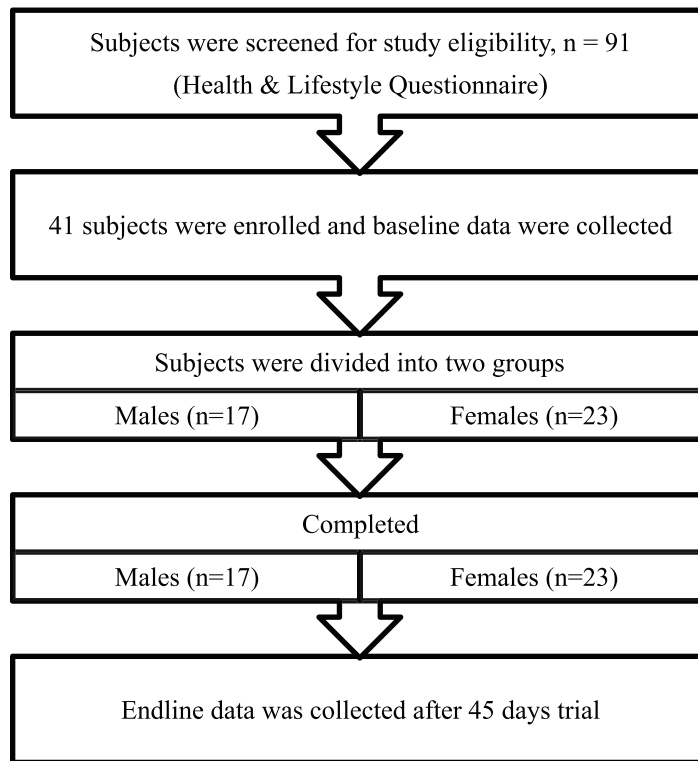 Subjects were screened for study eligibility, n = 91
(Health & Lifestyle Questionnaire)
41 subjects were enrolled and baseline data were collected
Subjects were divided into two groups
Males (n=17)
Females (n=23)
Completed
Males (n=17)
Females (n=23)
Endline data was collected after 45 days trial